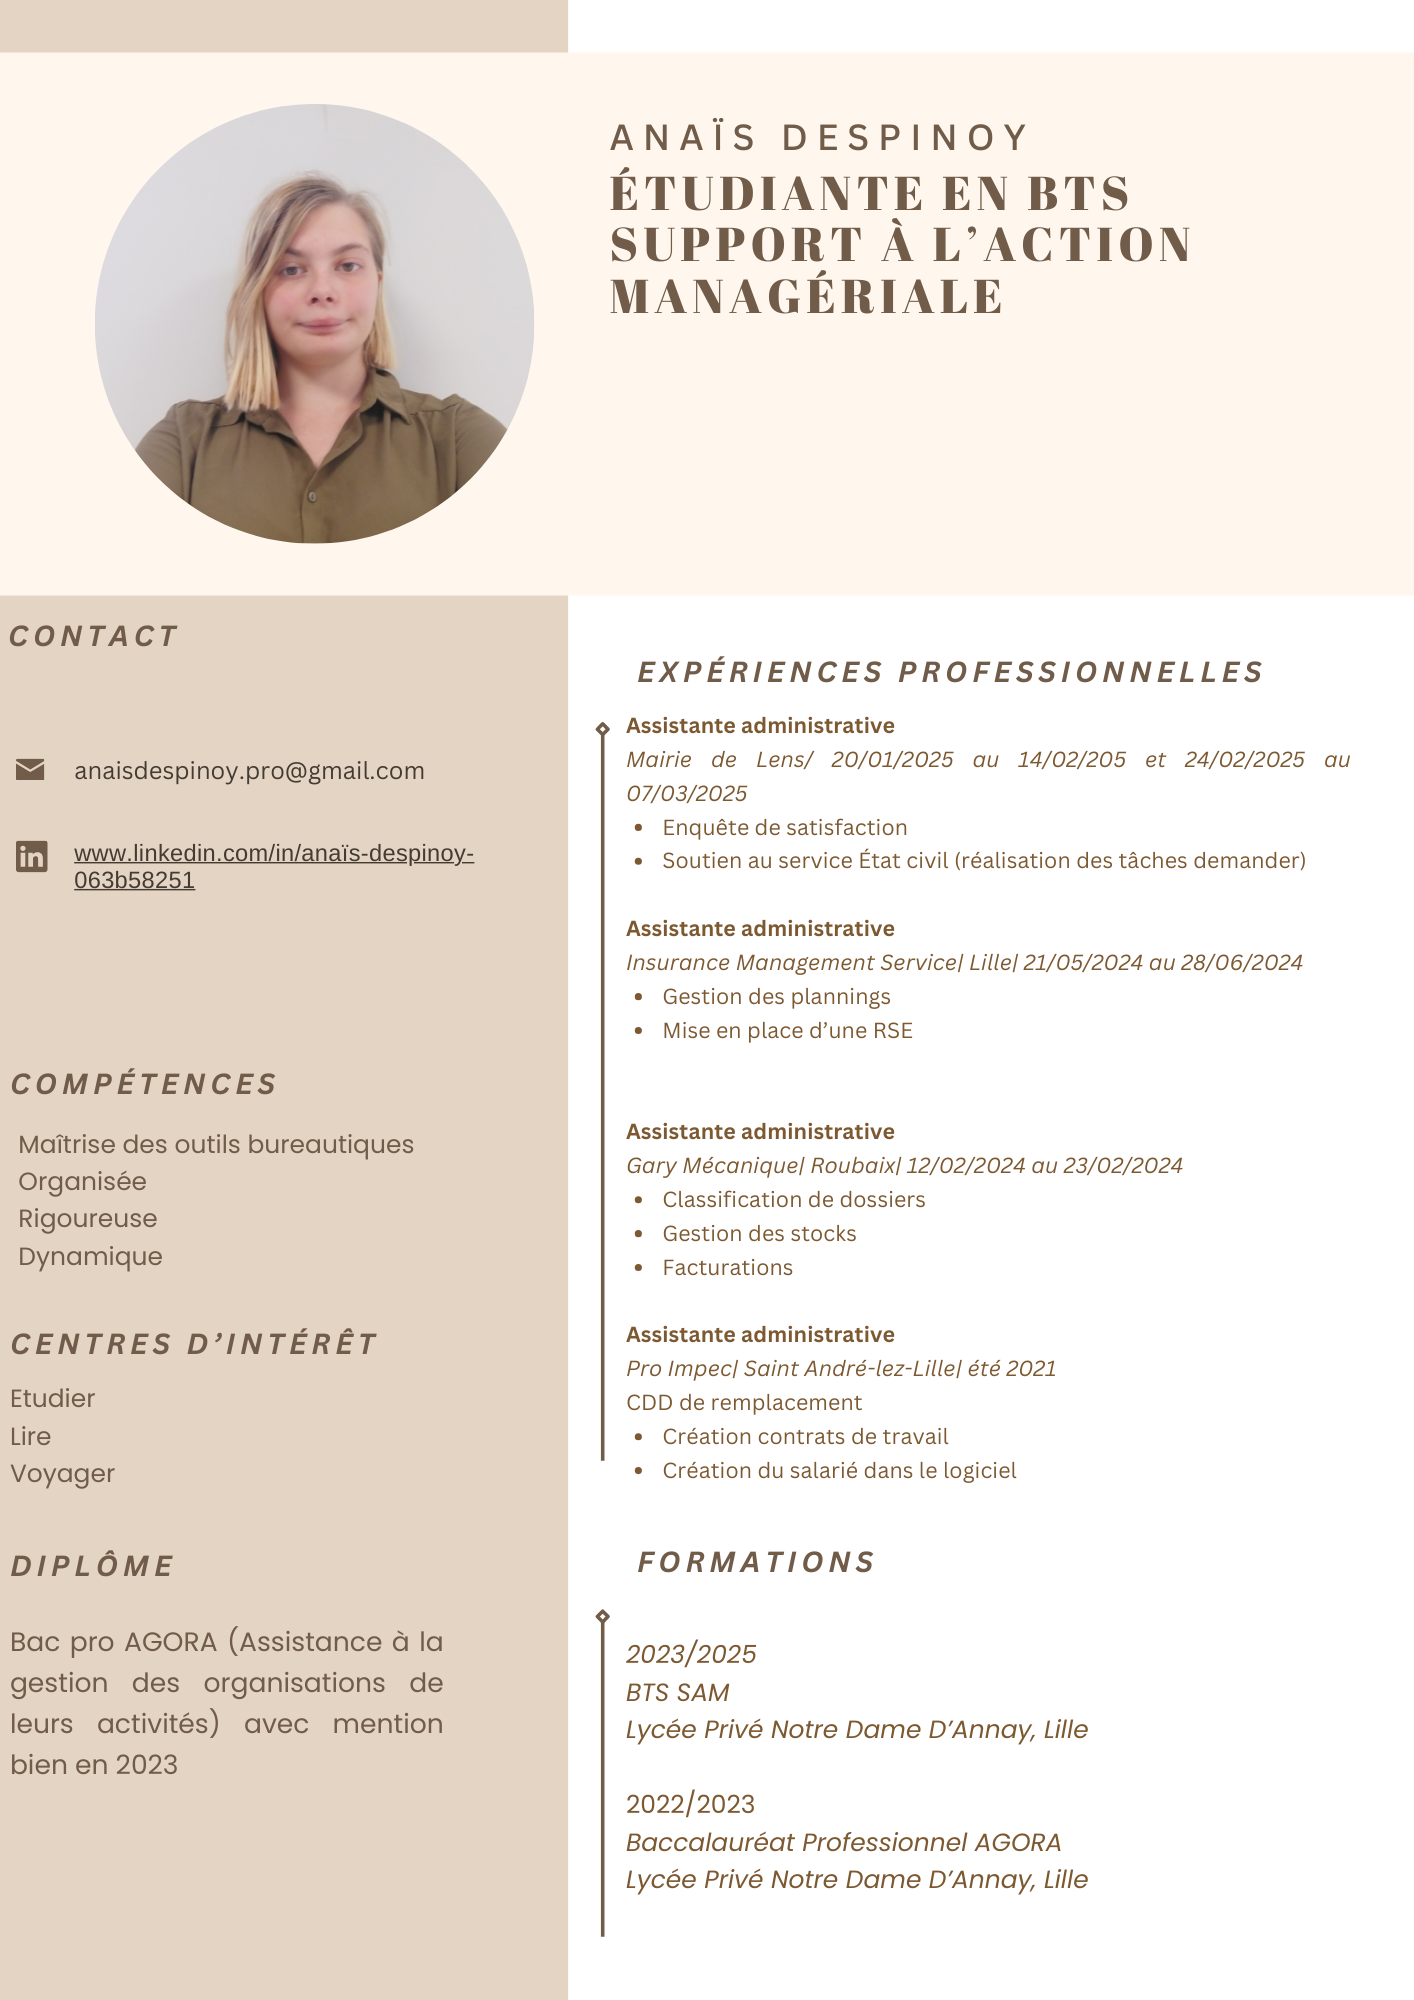 ANAÏS DESPINOY
ÉTUDIANTE EN BTS
SUPPORT À L’ACTION
MANAGÉRIALE
CONTACT
anaisdespinoy.pro@gmail.com
www.linkedin.com/in/anaïs-despinoy-
063b58251
COMPÉTENCES
Maîtrise des outils bureautiques
Organisée
Rigoureuse
Dynamique
CENTRES D’INTÉRÊT
Etudier
Lire
Voyager
DIPLÔME
Bac pro AGORA (Assistance à la
gestion des organisations de
leurs activités) avec mention
bien en 2023
EXPÉRIENCES PROFESSIONNELLES
Assistante administrative
Mairie de Lens/ 20/01/2025 au 14/02/205 et 24/02/2025 au
07/03/2025
• Enquête de satisfaction
• Soutien au service État civil (réalisation des tâches demander)
Assistante administrative
Insurance Management Service| Lille| 21/05/2024 au 28/06/2024
• Gestion des plannings
• Mise en place d’une RSE
Assistante administrative
Gary Mécanique| Roubaix| 12/02/2024 au 23/02/2024
• Classification de dossiers
• Gestion des stocks
• Facturations
Assistante administrative
Pro Impec| Saint André-lez-Lille| été 2021
CDD de remplacement
• Création contrats de travail
• Création du salarié dans le logiciel
FORMATIONS
2023/2025
BTS SAM
Lycée Privé Notre Dame D’Annay, Lille
2022/2023
Baccalauréat Professionnel AGORA
Lycée Privé Notre Dame D’Annay, Lille